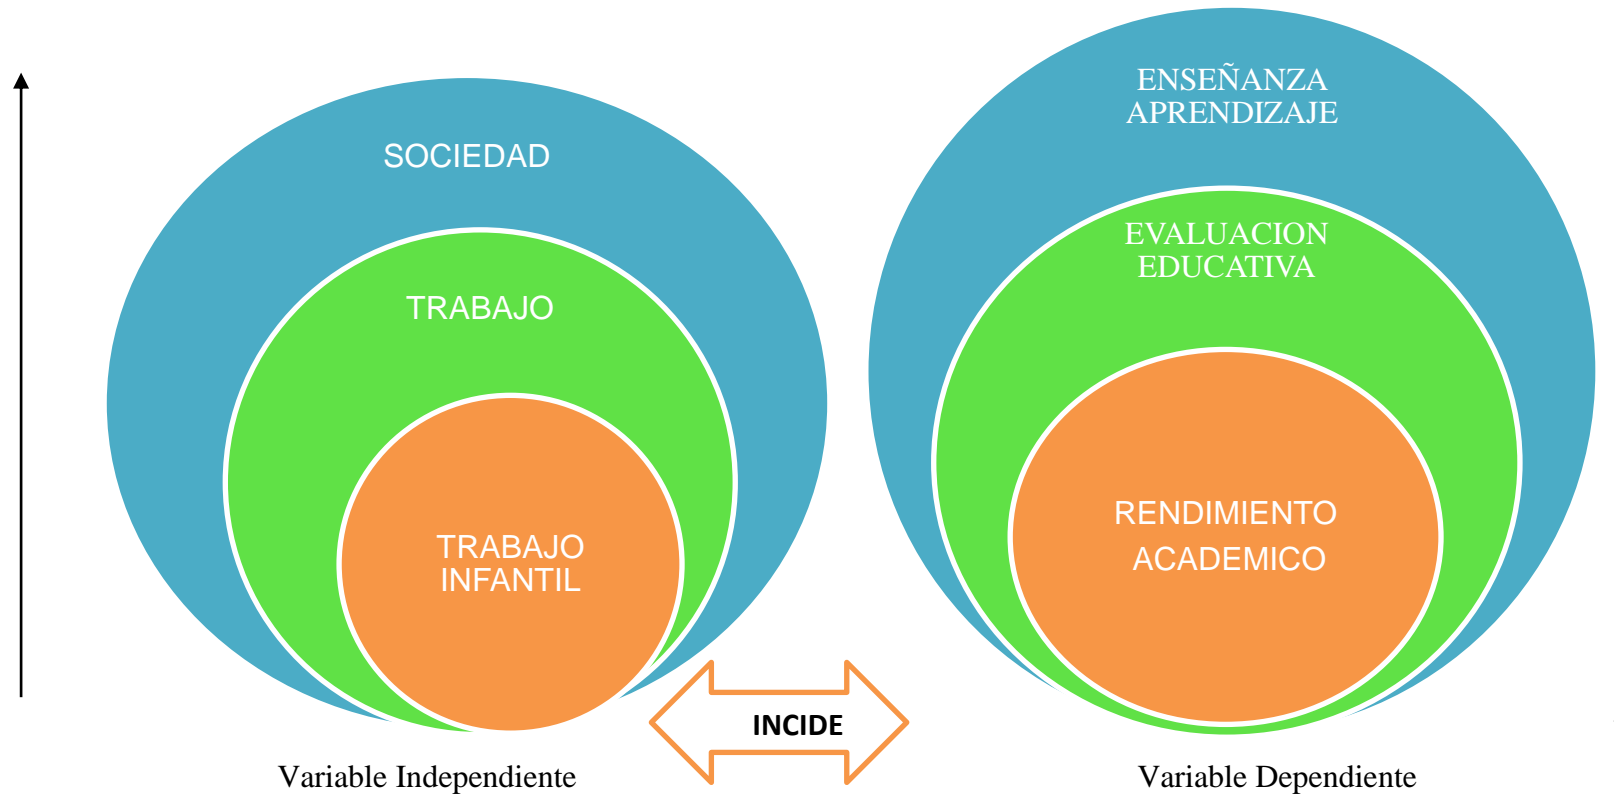 SOCIEDAD
TRABAJO
TRABAJO
INFANTIL
ENSEÑANZA
APRENDIZAJE
EVALUACION
EDUCATIVA
RENDIMIENTO
ACADEMICO
INCIDE
Variable Independiente
Variable Dependiente